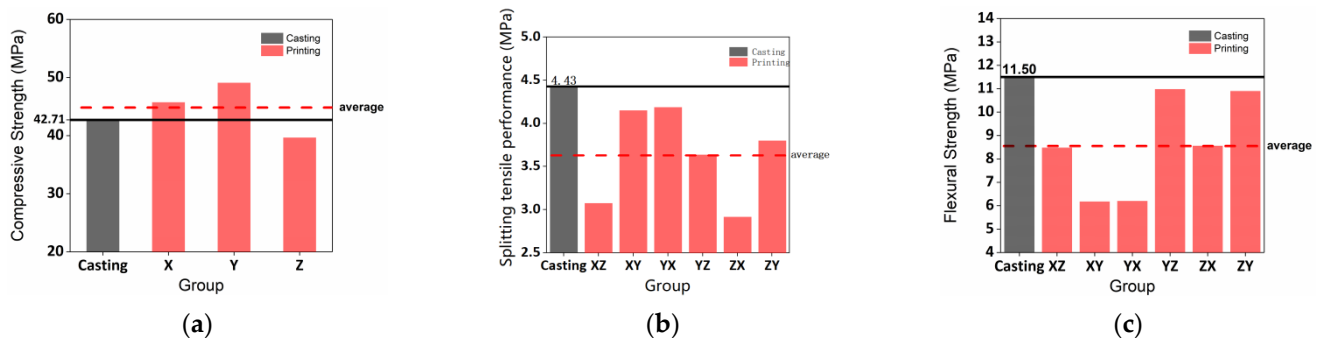 60
50
42.71
40
30
20
Compressive Strength (MPa)
Casting
Printing
average
Casting X Y Z
Group
(a)
5.0
4.5
4.0
3.5
3.0
2.5
Splitting tensile performance (MPa)
4.43
Casting
Printing
average
Casting XZ XY YX YZ ZX ZY
Group
(b)
14
13
12
11
10
9
8
7
6
5
4
Flexural Strength (MPa)
11.50
Casting
Printing
average
Casting XZ XY YX YZ ZX ZY
Group
(c)